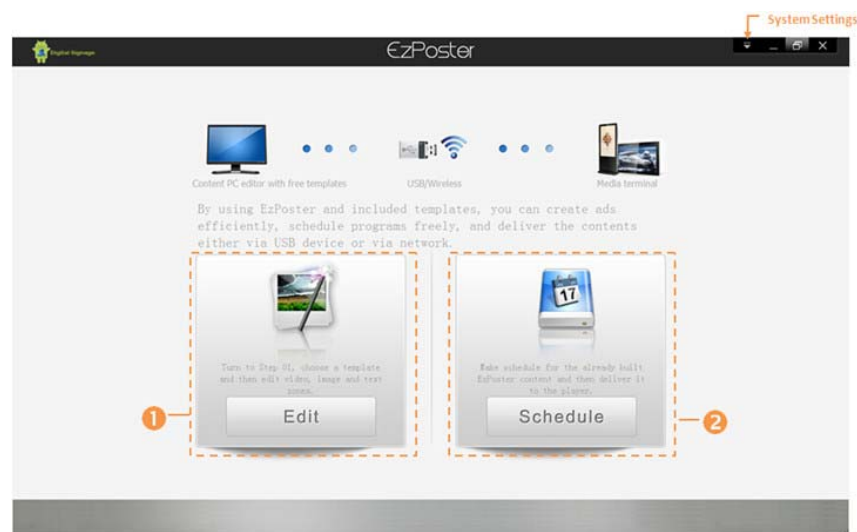 System Settings
Digital Signage
EzPoster
Content PC editor with free templates
USB/Wireless
Media terminal
By using EzPoster and included templates, you can create ads
efficiently, schedule programs freely, and deliver the contents
either via USB device or via network.
17
Turn to Step 01, choose a template
and then edit video, image and text
zones.
Make schedule for the already built
EzPoster content and then deliver it
to the player.
1
Edit
Schedule
2